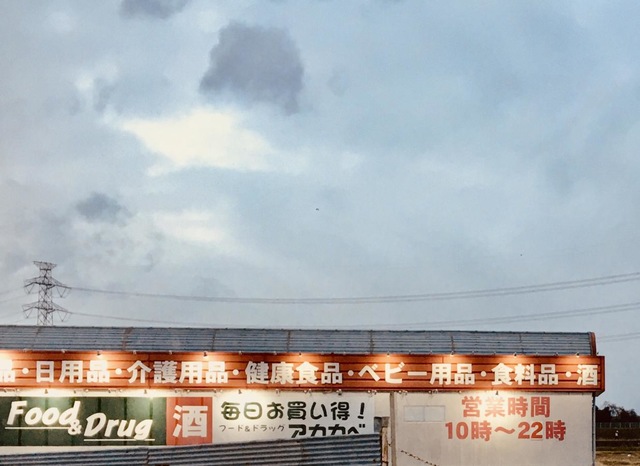 品・日用品・介護用品・健康食品・ベビー用品・食料品・酒
Food & Drug
酒
毎日お買い得!
フード&ドラッグ アカカベ
営業時間
10時〜22時